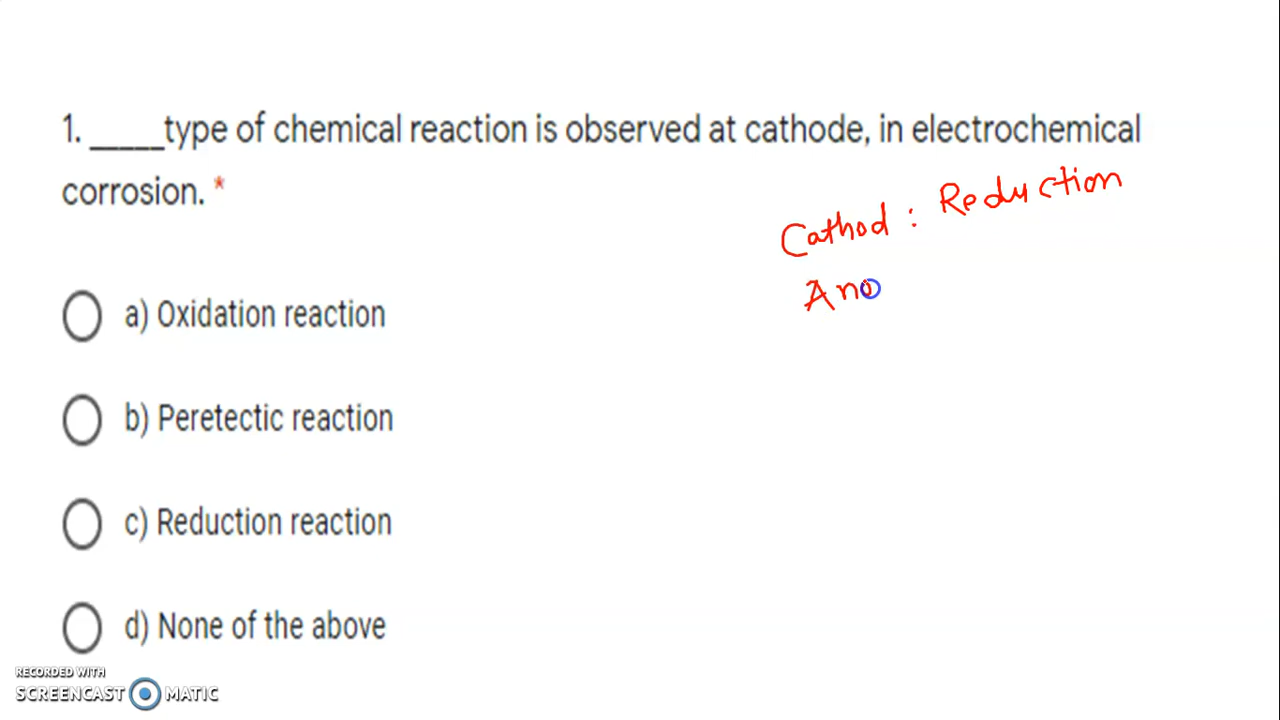 1. _____type of chemical reaction is observed at cathode, in electrochemical
corrosion. *
Cathod : Reduction
Ano
a) Oxidation reaction
b) Peretectic reaction
c) Reduction reaction
d) None of the above
RECORDED WITH
SCREENCAST MATIC